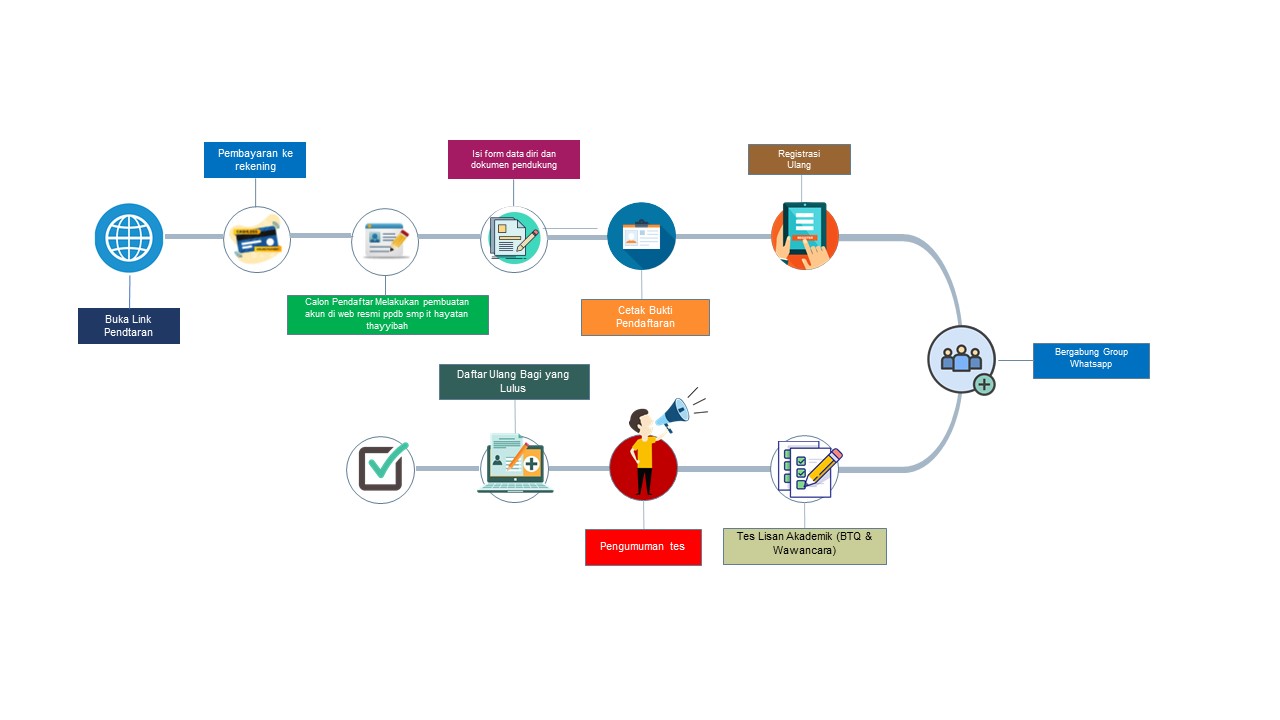 Pembayaran ke
rekening
Isi form data diri dan
dokumen pendukung
Registrasi
Ulang
Buka Link
Pendtaran
Calon Pendaftar Melakukan pembuatan
akun di web resmi ppdb smp it hayatan
thayyibah
Cetak Bukti
Pendaftaran
Bergabung Group
Whatsapp
Daftar Ulang Bagi yang
Lulus
Pengumuman tes
Tes Lisan Akademik (BTQ &
Wawancara)